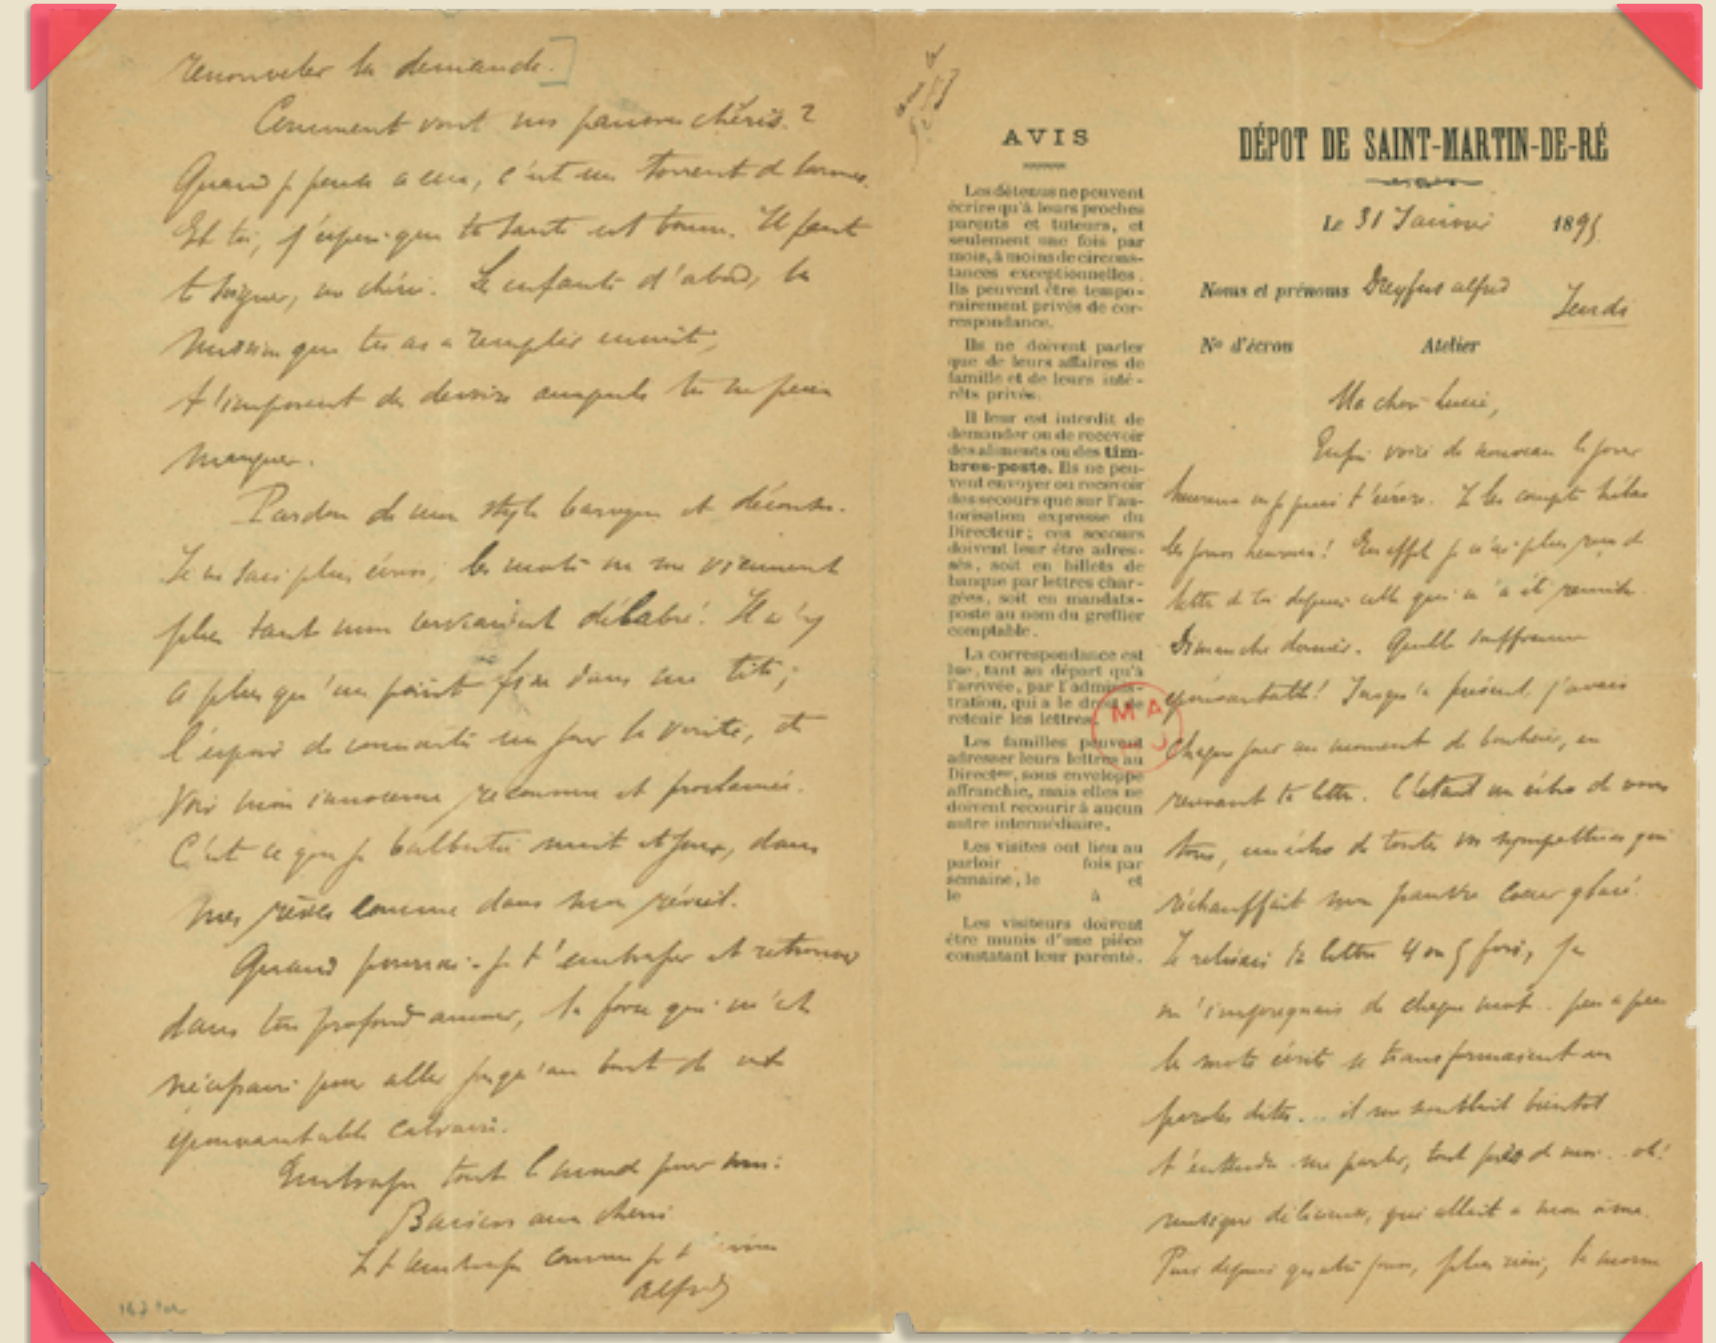 renouveler la demande.]
Comment vont nos pauvres chéris ?
Quand je pense à eux, c'est un torrent de larmes.
Et toi, j'espère que ta santé est bonne. Il faut
te soigner, ma chérie. Les enfants d'abord, la
mission que tu as à remplir ensuite,
t'imposent des devoirs auxquels tu ne peux
manquer.
Pardon de mon style baroque et décousu.
Je ne sais plus écrire, les mots ne me viennent
plus tant mon cerveau est délabré. Il n'y
a plus qu'un point fixe dans ma tête ;
l'espoir de connaître un jour la vérité, de
voir mon innocence reconnue et proclamée.
C'est ce que je balbutie nuit et jour, dans
mes rêves comme dans mon réveil.
Quand pourrai-je t'embrasser et retrouver
dans ton profond amour, la force qui m'est
nécessaire pour aller jusqu'au bout de cet
épouvantable calvaire.
Embrasse tout le monde pour moi.
Baisers aux chéris
Je t'embrasse comme je t'aime
Alfred
AVIS
Les détenus ne peuvent
écrire qu'à leurs proches
parents et tuteurs, et
seulement une fois par
mois, à moins de circons-
tances exceptionnelles.
Ils peuvent être tempo-
rairement privés de cor-
respondance.
Ils ne doivent parler
que de leurs affaires de
famille et de leurs inté-
rêts privés.
Il leur est interdit de
demander ou de recevoir
des aliments ou des tim-
bres-poste. Ils ne peu-
vent envoyer ou recevoir
des secours que sur l'au-
torisation expresse du
Directeur ; ces secours
doivent leur être adres-
sés, soit en billets de
banque par lettres char-
gées, soit en mandats-
poste au nom du greffier
comptable.
La correspondance est
lue, tant au départ qu'à
l'arrivée, par l'adminis-
tration, qui a le droit de
retenir les lettres.
Les familles peuvent
adresser leurs lettres au
Directeur, sous enveloppe
affranchie, mais elles ne
doivent recourir à aucun
autre intermédiaire.
Les visites ont lieu au
parloir fois par
semaine, le et
le à
Les visiteurs doivent
être munis d'une pièce
constatant leur parenté.
MA
J
DÉPOT DE SAINT-MARTIN-DE-RÉ
Le 31 Janvier 1895
Noms et prénoms Dreyfus Alfred
Jeudi
No d'écrou Atelier
Ma chère Lucie,
Enfin voici de nouveau le jour
heureux où je puis t'écrire. Je les compte hélas
les jours heureux ! En effet je n'ai plus reçu de
lettre de toi depuis celle qui m'a été remise
Dimanche dernier. Quelle souffrance
épouvantable ! Jusqu'à présent j'avais
chaque jour un moment de bonheur, en
recevant ta lettre. C'était un écho de vous
tous, un écho de toutes vos sympathies qui
réchauffait mon pauvre cœur glacé.
Je relisais ta lettre 4 ou 5 fois, je
m'imprégnais de chaque mot.. peu à peu
les mots écrits se transformaient en
paroles dites... il me semblait bientôt
t'entendre me parler, tout près de moi.. oh !
musique délicieuse, qui allait à mon âme.
Puis depuis quatre jours, plus rien, la morne